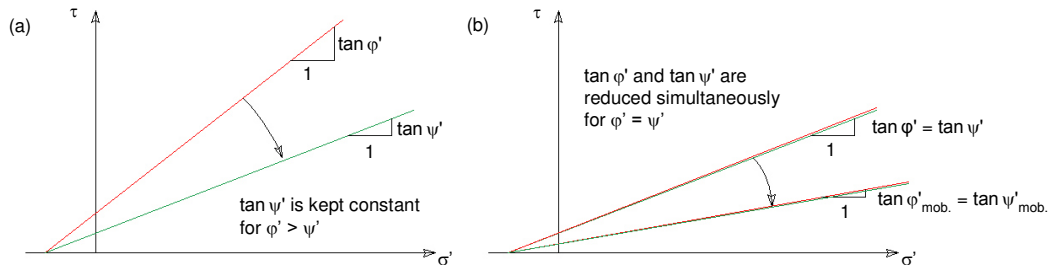 (a)
τ
tan φ'
1
tan ψ'
1
tan ψ' is kept constant
for φ' > ψ'
σ'
(b)
τ
tan φ' and tan ψ' are
reduced simultaneously
for φ' = ψ'
tan φ' = tan ψ'
1
tan φ'mob. = tan ψ'mob.
1
σ'